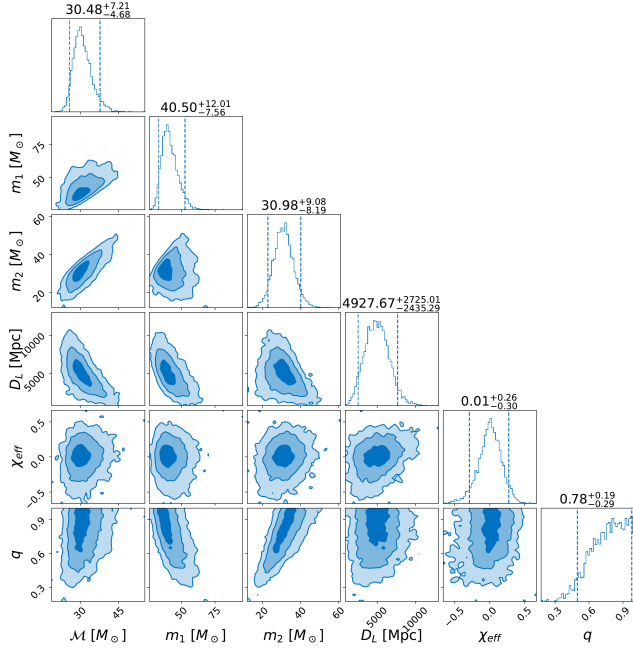 30.48+7.21−4.68
40.50+12.01−7.56
75
50
m₁ [M⊙]
30.98+9.08−8.19
60
40
20
m₂ [M⊙]
4927.67+2725.01−2435.29
10000
5000
D_L [Mpc]
0.01+0.26−0.30
0.5
0.0
−0.5
χ_eff
0.78+0.19−0.29
0.9
0.6
0.3
q
30 45
50 75
20 40 60
5000 10000
−0.5 0.0 0.5
0.3 0.6 0.9
ℳ [M⊙] m₁ [M⊙] m₂ [M⊙] D_L [Mpc] χ_eff q